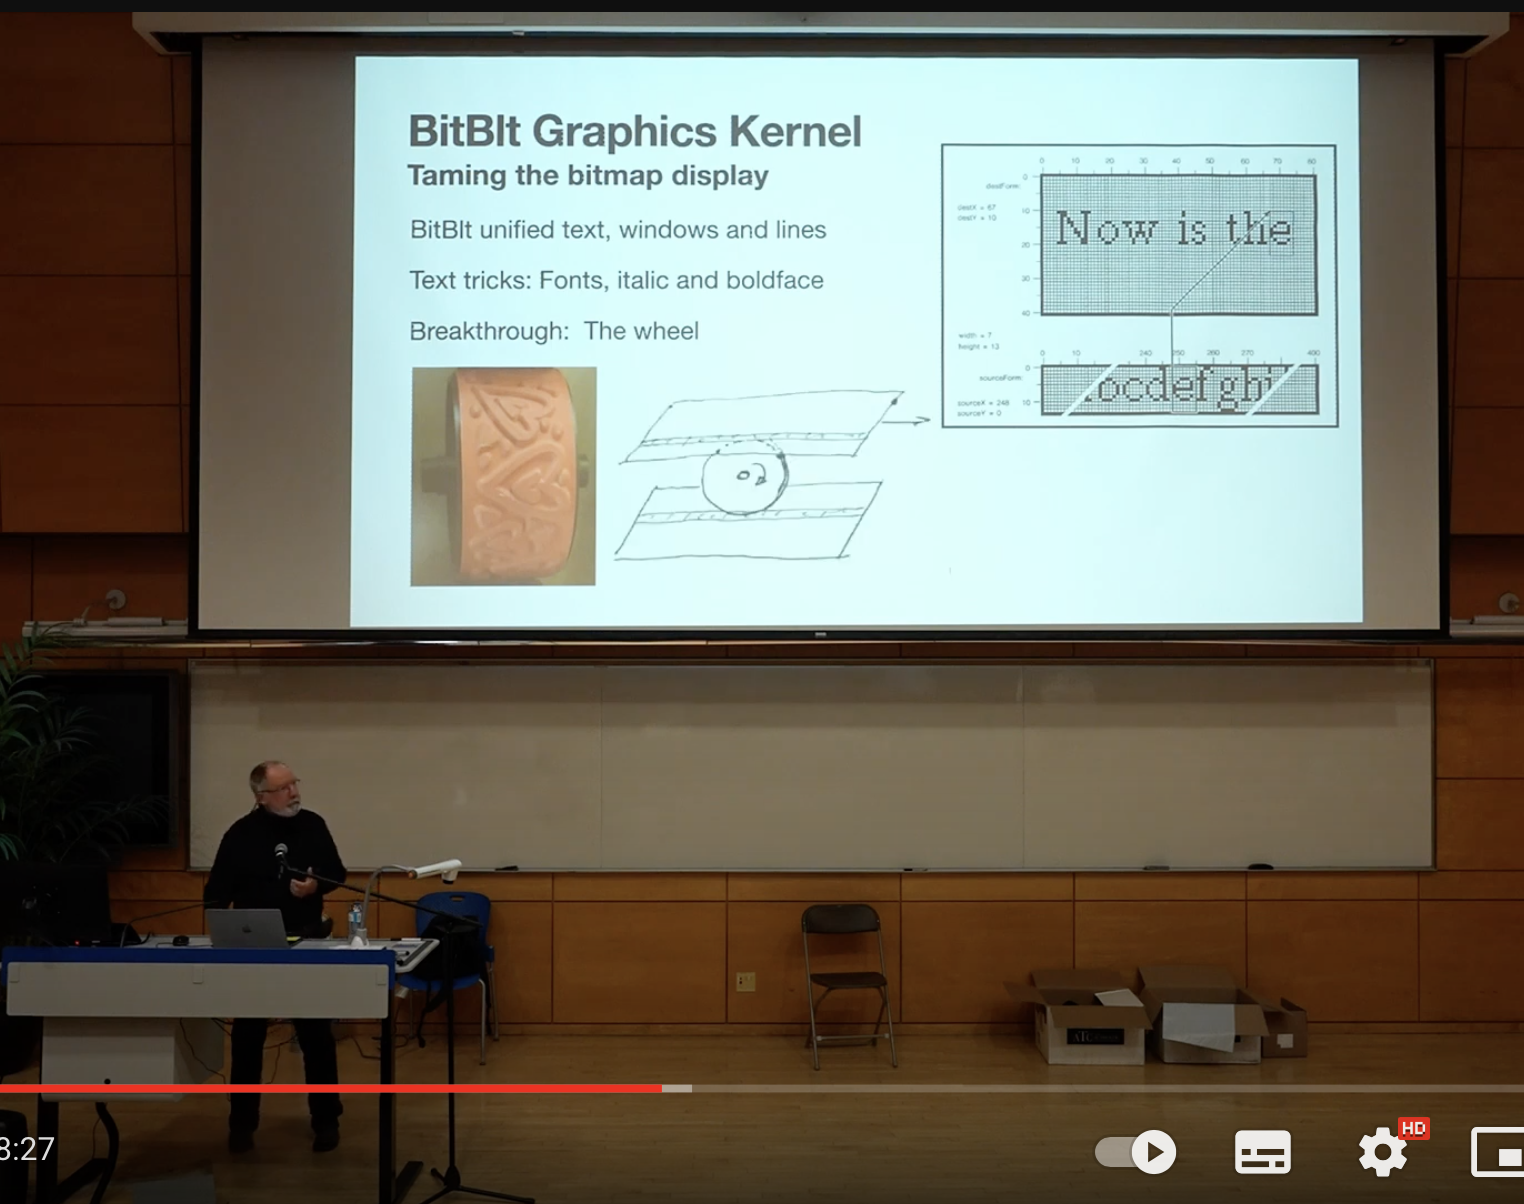 BitBlt Graphics Kernel
Taming the bitmap display
BitBlt unified text, windows and lines
Text tricks: Fonts, italic and boldface
Breakthrough: The wheel
0 10 20 30 40 50 60 70 80
destForm:
destX = 67
destY = 10
0
10
20
30
40
Now is the
width = 7
height = 13
0 10 240 250 260 270 400
sourceForm:
sourceX = 248
sourceY = 0
0
10
ocdefghi
8:27
HD